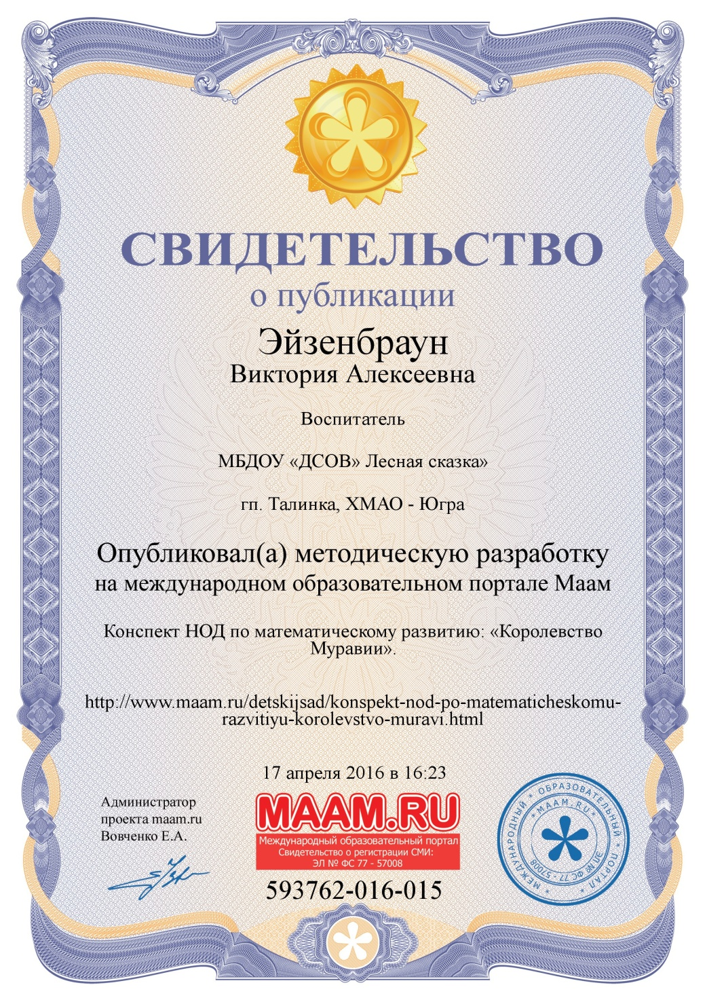 СВИДЕТЕЛЬСТВО
о публикации
Эйзенбраун
Виктория Алексеевна
Воспитатель
МБДОУ «ДСОВ» Лесная сказка»
гп. Талинка, ХМАО - Югра
Опубликовал(а) методическую разработку
на международном образовательном портале Маам
Конспект НОД по математическому развитию: «Королевство
Муравии».
http://www.maam.ru/detskijsad/konspekt-nod-po-matematicheskomu-
razvitiyu-korolevstvo-muravi.html
17 апреля 2016 в 16:23
Администратор
проекта maam.ru
Вовченко Е.А.
MAAM.RU
Международный образовательный портал
Свидетельство о регистрации СМИ:
ЭЛ № ФС 77 - 57008
593762-016-015
* МЕЖДУНАРОДНЫЙ * ОБРАЗОВАТЕЛЬНЫЙ * ПОРТАЛ *
*MAAM.RU*
ЭЛ № ФС 77 - 57008